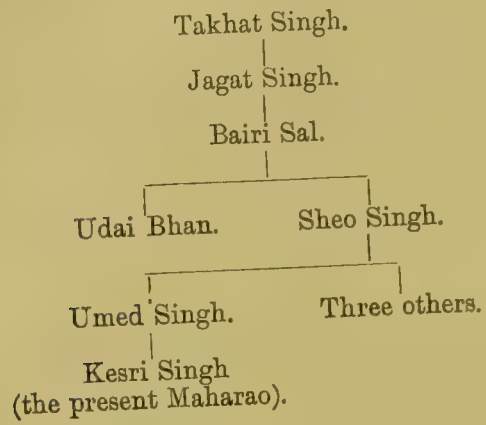 Takhat Singh.
Jagat Singh.
Bairi Sal.
Udai Bhan. Sheo Singh.
Umed Singh. Three others.
Kesri Singh
(the present Maharao).